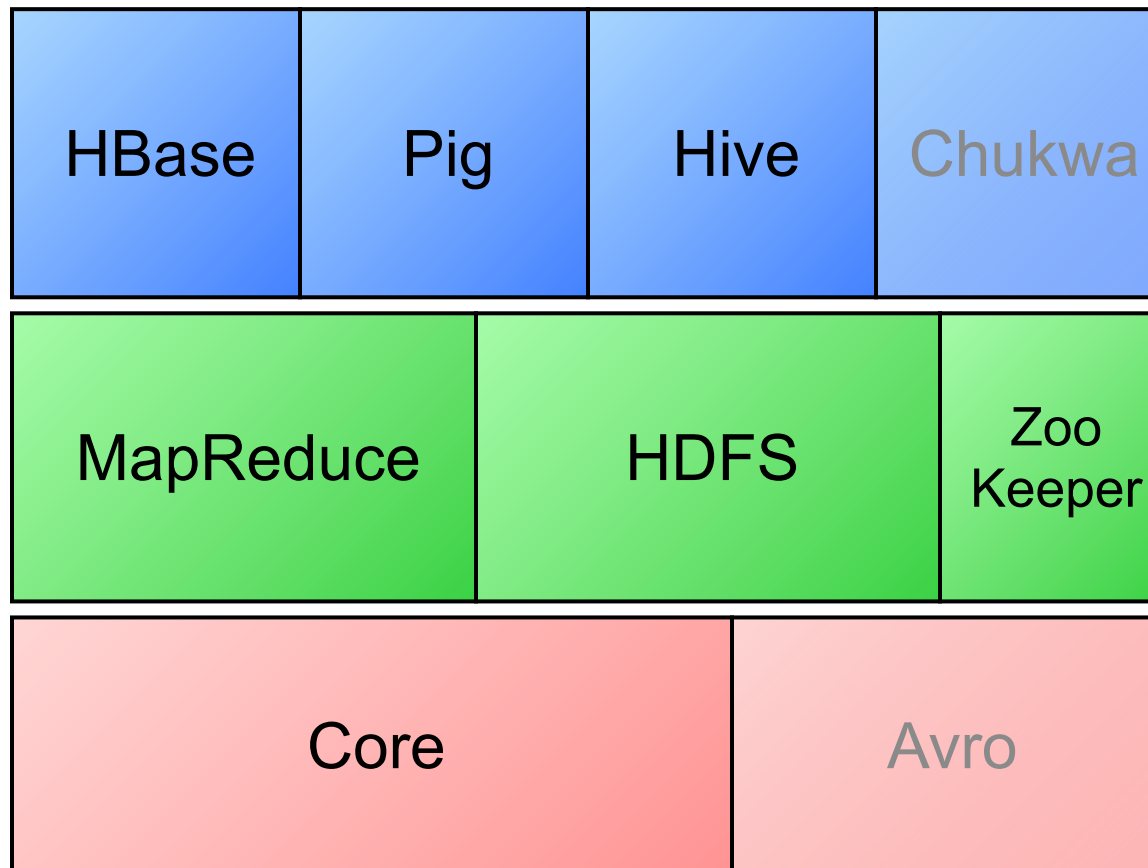 HBase
Pig
Hive
Chukwa
MapReduce
HDFS
Zoo
Keeper
Core
Avro